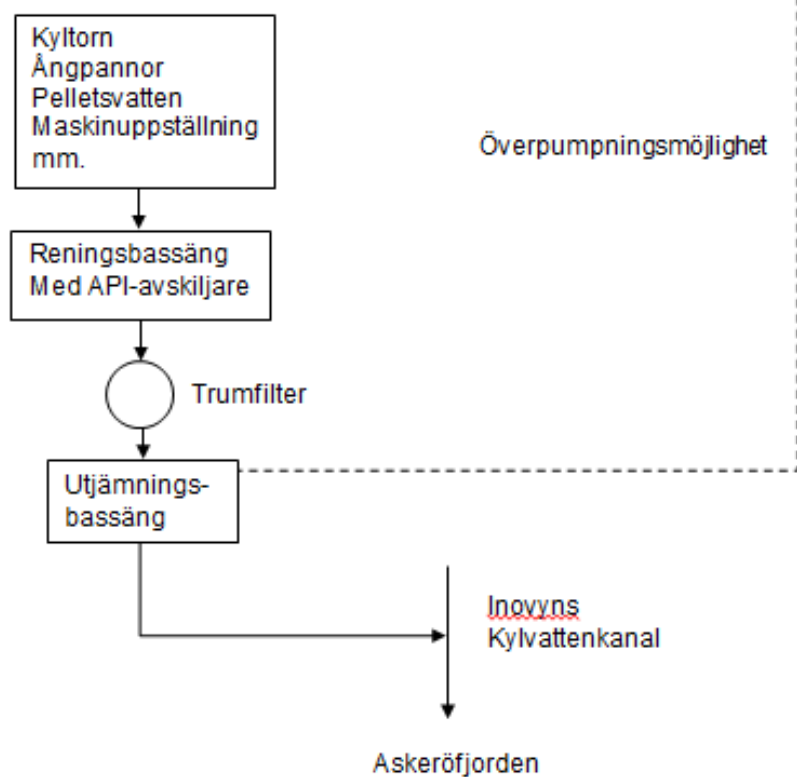 Kyltorn
Ångpannor
Pelletsvatten
Maskinuppställning
mm.
Överpumpningsmöjlighet
Reningsbassäng
Med API-avskiljare
Trumfilter
Utjämnings-
bassäng
Inovyns
Kylvattenkanal
Askeröfjorden